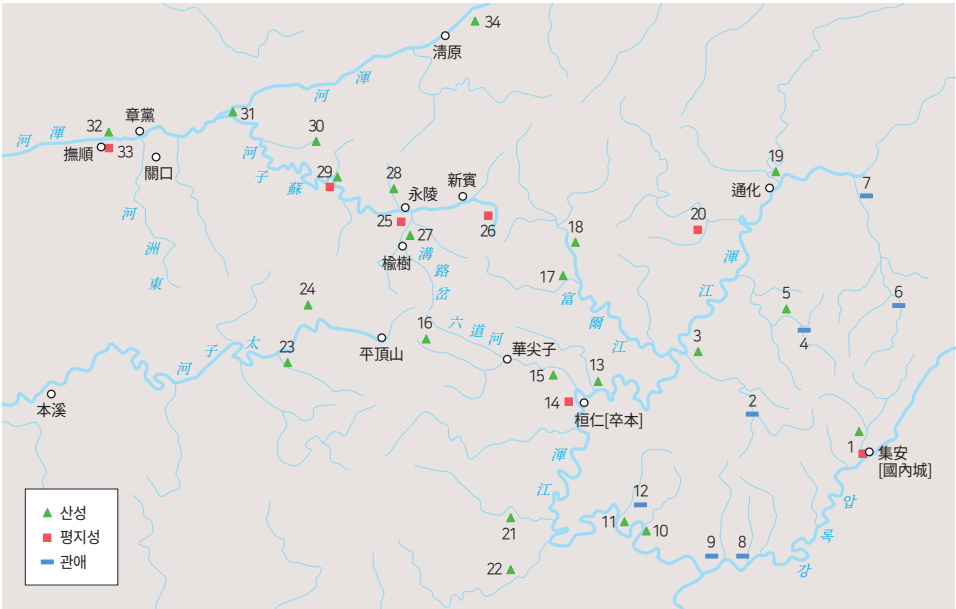 34
淸原
渾
河
31
章黨
32
渾
河
撫順
33
關口
30
河
子
蘇
29
28
永陵
新賓
25
26
27
楡樹
溝
路
岔
19
通化
7
20
18
17
富
爾
江
渾
江
河
洲
東
24
太
子
河
23
平頂山
16
六
道
河
華尖子
5
4
6
3
15
13
14
桓仁[卒本]
本溪
2
1
集安
[國內城]
渾
江
12
11
10
9
8
21
22
압
록
강
산성
평지성
관애